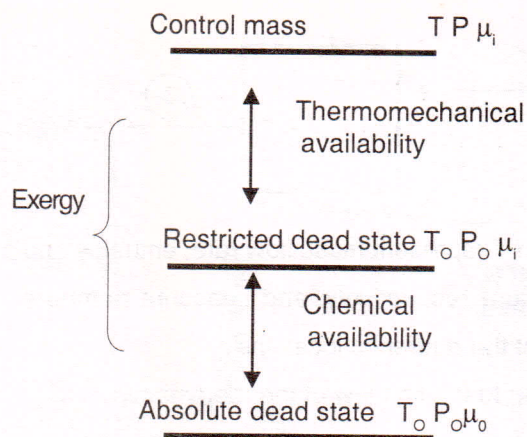 Control mass T P μi
Thermomechanical
availability
Exergy
Restricted dead state TO PO μi
Chemical
availability
Absolute dead state TO POμ0